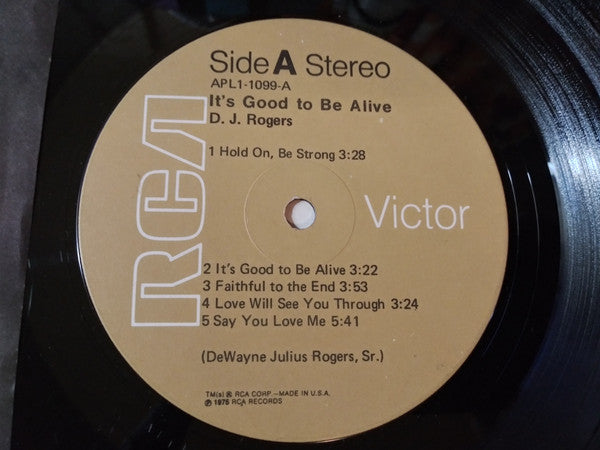 Side A Stereo
APL1-1099-A
It's Good to Be Alive
D. J. Rogers
1 Hold On, Be Strong 3:28
RCA
Victor
2 It's Good to Be Alive 3:22
3 Faithful to the End 3:53
4 Love Will See You Through 3:24
5 Say You Love Me 5:41
(DeWayne Julius Rogers, Sr.)
TM(s) ® RCA CORP.—MADE IN U.S.A.
℗ 1975 RCA RECORDS